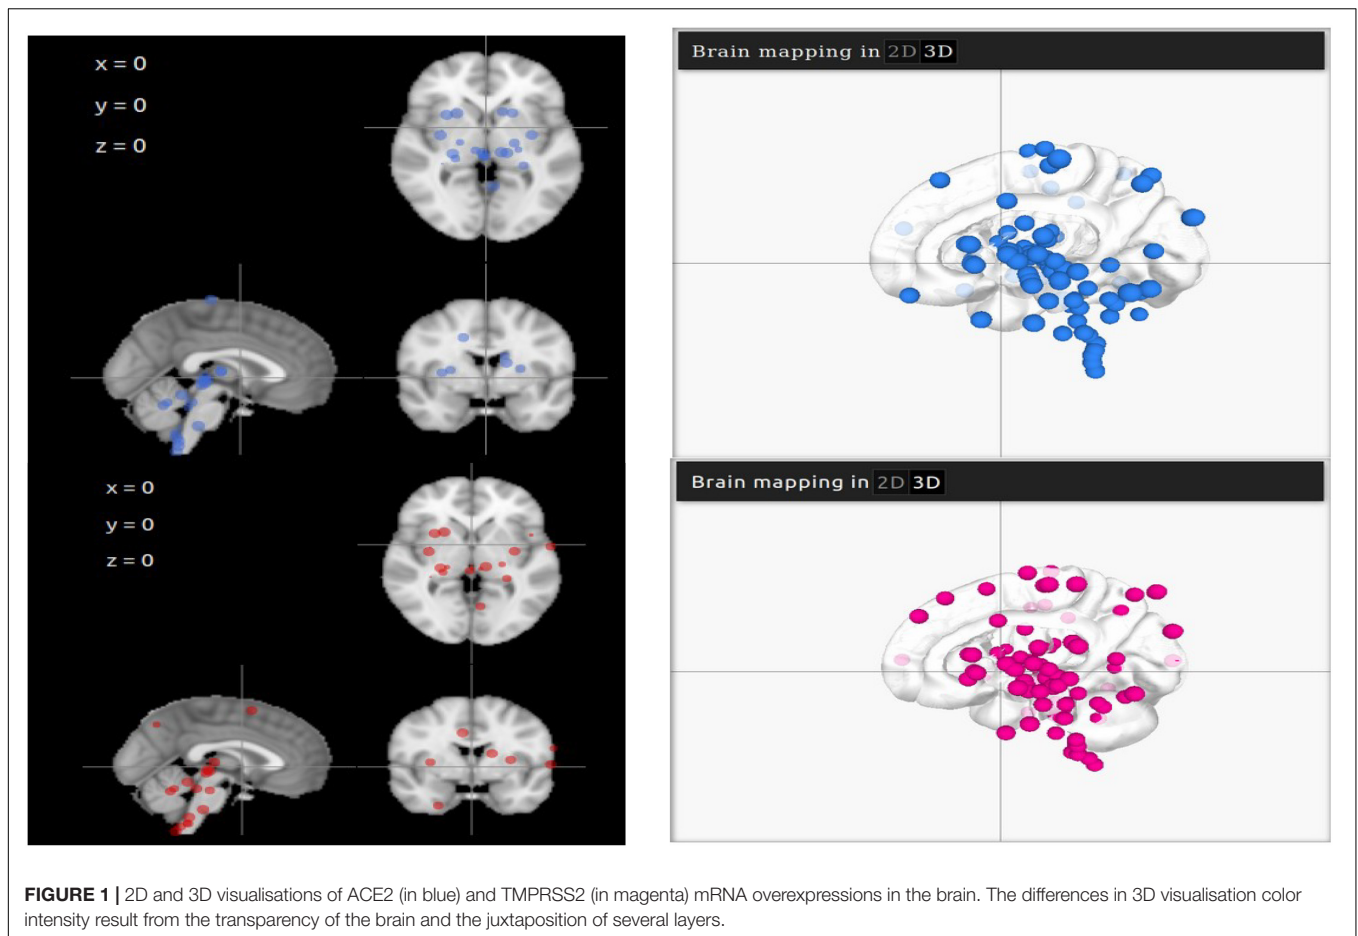 x = 0
y = 0
z = 0
Brain mapping in 2D 3D
x = 0
y = 0
z = 0
Brain mapping in 2D 3D
FIGURE 1 | 2D and 3D visualisations of ACE2 (in blue) and TMPRSS2 (in magenta) mRNA overexpressions in the brain. The differences in 3D visualisation color
intensity result from the transparency of the brain and the juxtaposition of several layers.